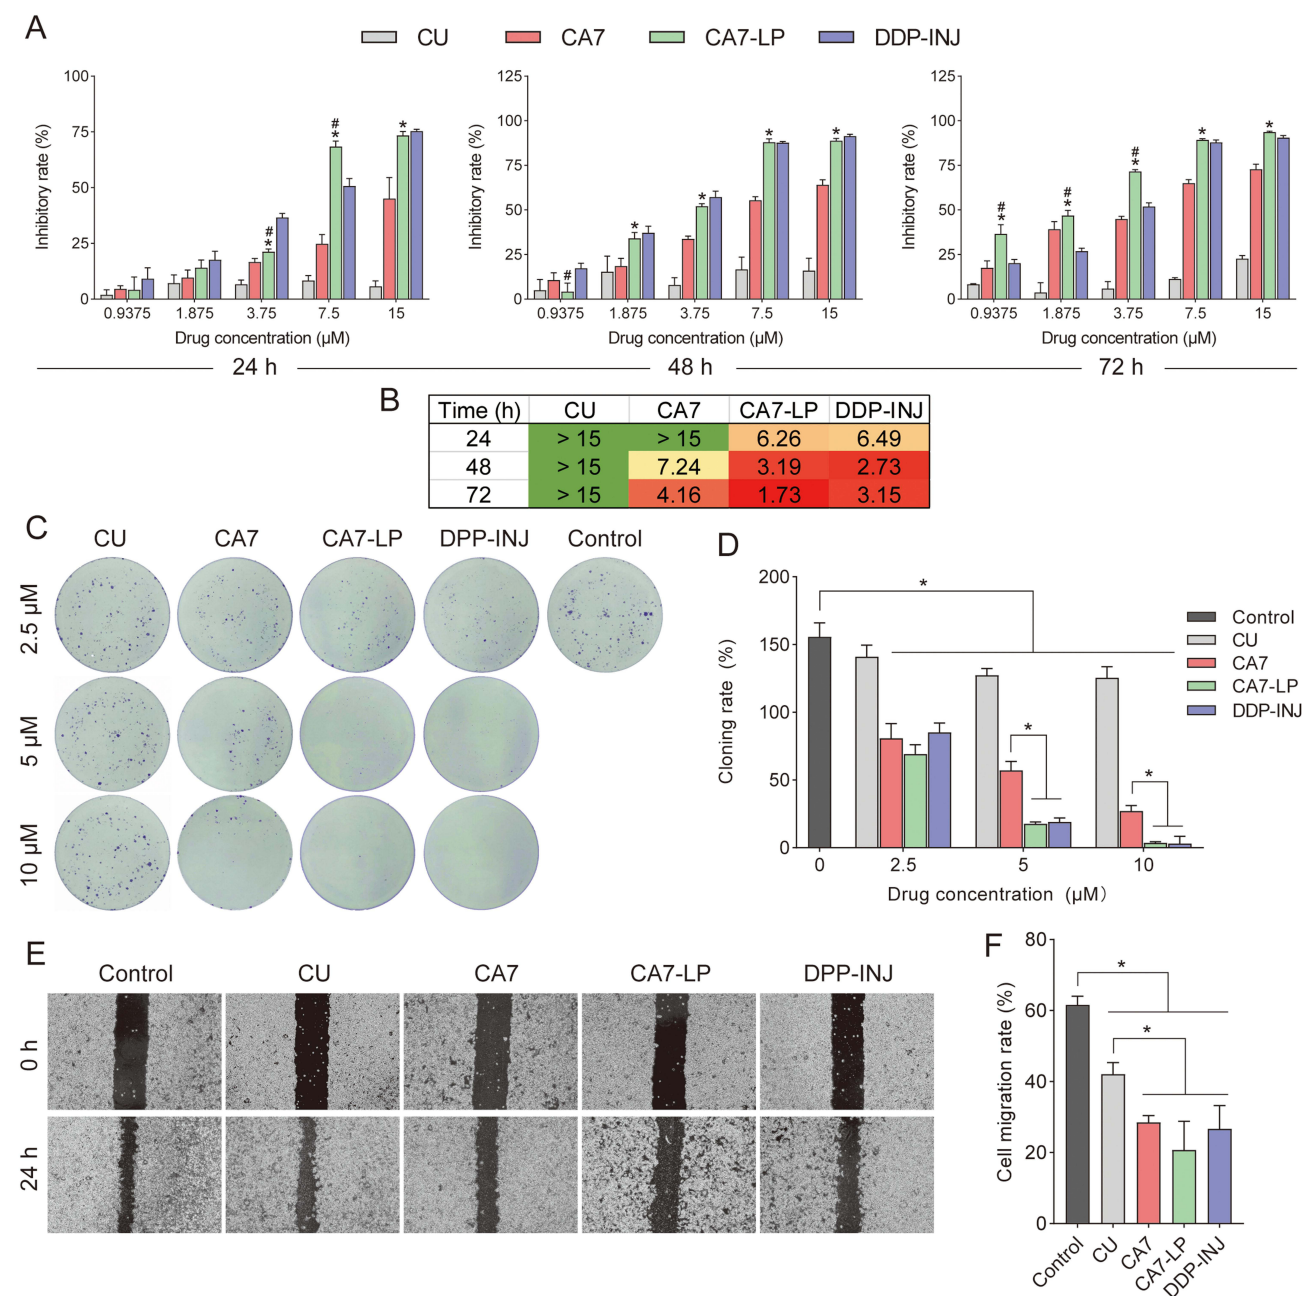 A
CU CA7 CA7-LP DDP-INJ
100
75
50
25
0
Inhibitory rate (%)
# * # * *
0.9375 1.875 3.75 7.5 15
Drug concentration (µM)
24 h
125
100
75
50
25
0
Inhibitory rate (%)
# * * * *
0.9375 1.875 3.75 7.5 15
Drug concentration (µM)
48 h
125
100
75
50
25
0
Inhibitory rate (%)
# * # * # * * *
0.9375 1.875 3.75 7.5 15
Drug concentration (µM)
72 h
B
Time (h) CU CA7 CA7-LP DDP-INJ
24 > 15 > 15 6.26 6.49
48 > 15 7.24 3.19 2.73
72 > 15 4.16 1.73 3.15
C
CU CA7 CA7-LP DPP-INJ Control
2.5 µM
5 µM
10 µM
D
200
150
100
50
0
Cloning rate (%)
* * *
0 2.5 5 10
Drug concentration (µM)
Control
CU
CA7
CA7-LP
DDP-INJ
E
Control CU CA7 CA7-LP DPP-INJ
0 h
24 h
F
80
60
40
20
0
Cell migration rate (%)
* *
Control CU CA7 CA7-LP DDP-INJ